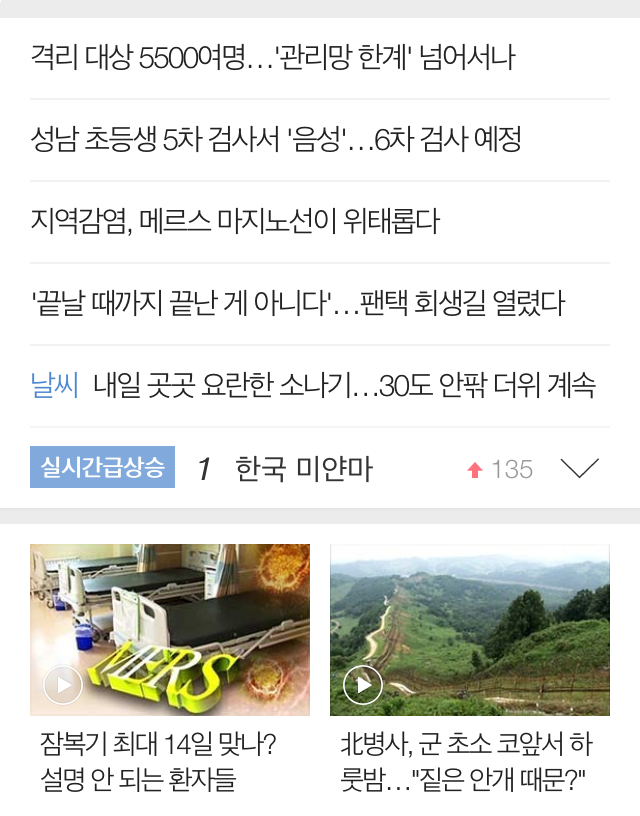 격리 대상 5500여명…'관리망 한계' 넘어서나
성남 초등생 5차 검사서 '음성'…6차 검사 예정
지역감염, 메르스 마지노선이 위태롭다
'끝날 때까지 끝난 게 아니다'…팬택 회생길 열렸다
날씨 내일 곳곳 요란한 소나기…30도 안팎 더위 계속
실시간급상승 1 한국 미얀마 135
MERS
잠복기 최대 14일 맞나?
설명 안 되는 환자들
北병사, 군 초소 코앞서 하
룻밤…"짙은 안개 때문?"